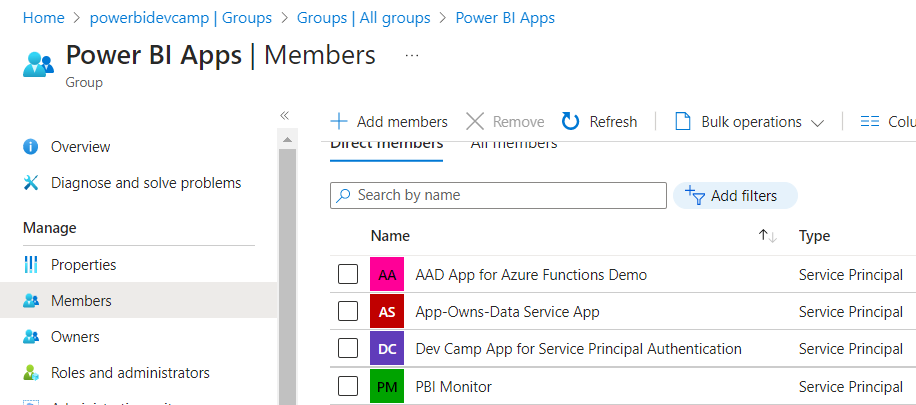 Home > powerbidevcamp | Groups > Groups | All groups > Power BI Apps
Power BI Apps | Members ...
Group
Overview
Diagnose and solve problems
Manage
Properties
Members
Owners
Roles and administrators
Add members Remove Refresh Bulk operations
Direct members All members
Search by name Add filters
Name Type
AA AAD App for Azure Functions Demo Service Principal
AS App-Owns-Data Service App Service Principal
DC Dev Camp App for Service Principal Authentication Service Principal
PM PBI Monitor Service Principal